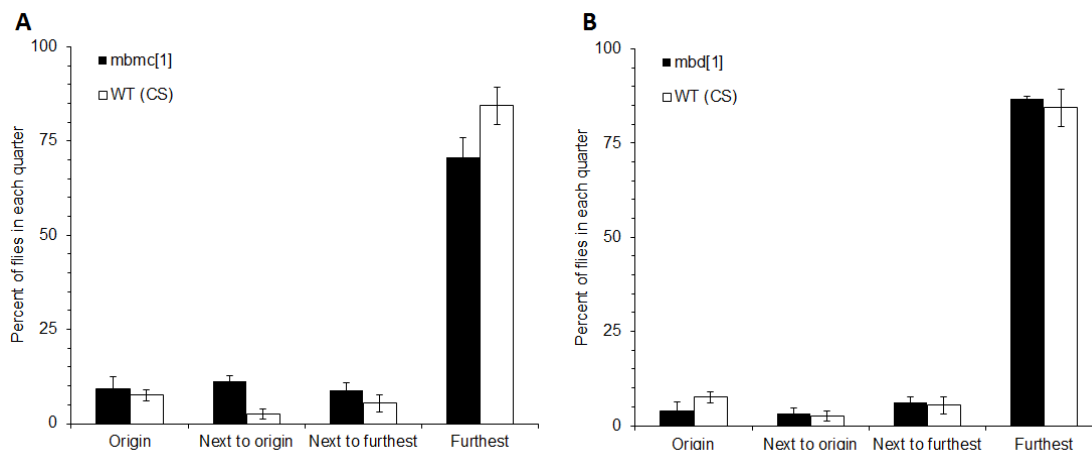 A
Percent of flies in each quarter
100
75
50
25
0
mbmc[1]
WT (CS)
Origin
Next to origin
Next to furthest
Furthest
B
Percent of flies in each quarter
100
75
50
25
0
mbd[1]
WT (CS)
Origin
Next to origin
Next to furthest
Furthest